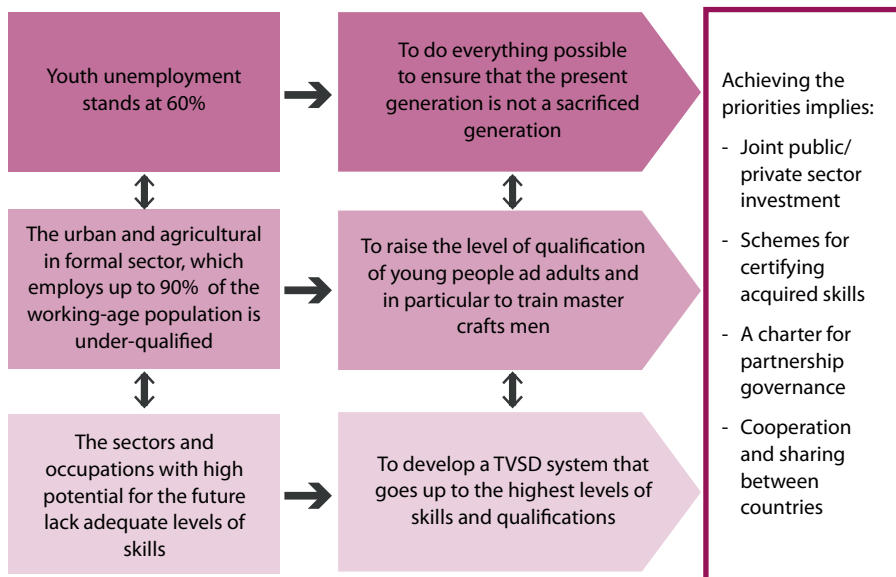 Youth unemployment
stands at 60%
To do everything possible
to ensure that the present
generation is not a sacrificed
generation
The urban and agricultural
in formal sector, which
employs up to 90% of the
working-age population is
under-qualified
To raise the level of qualification
of young people ad adults and
in particular to train master
crafts men
The sectors and
occupations with high
potential for the future
lack adequate levels of
skills
To develop a TVSD system that
goes up to the highest levels of
skills and qualifications
Achieving the
priorities implies:
- Joint public/
private sector
investment
- Schemes for
certifying
acquired skills
- A charter for
partnership
governance
- Cooperation
and sharing
between
countries